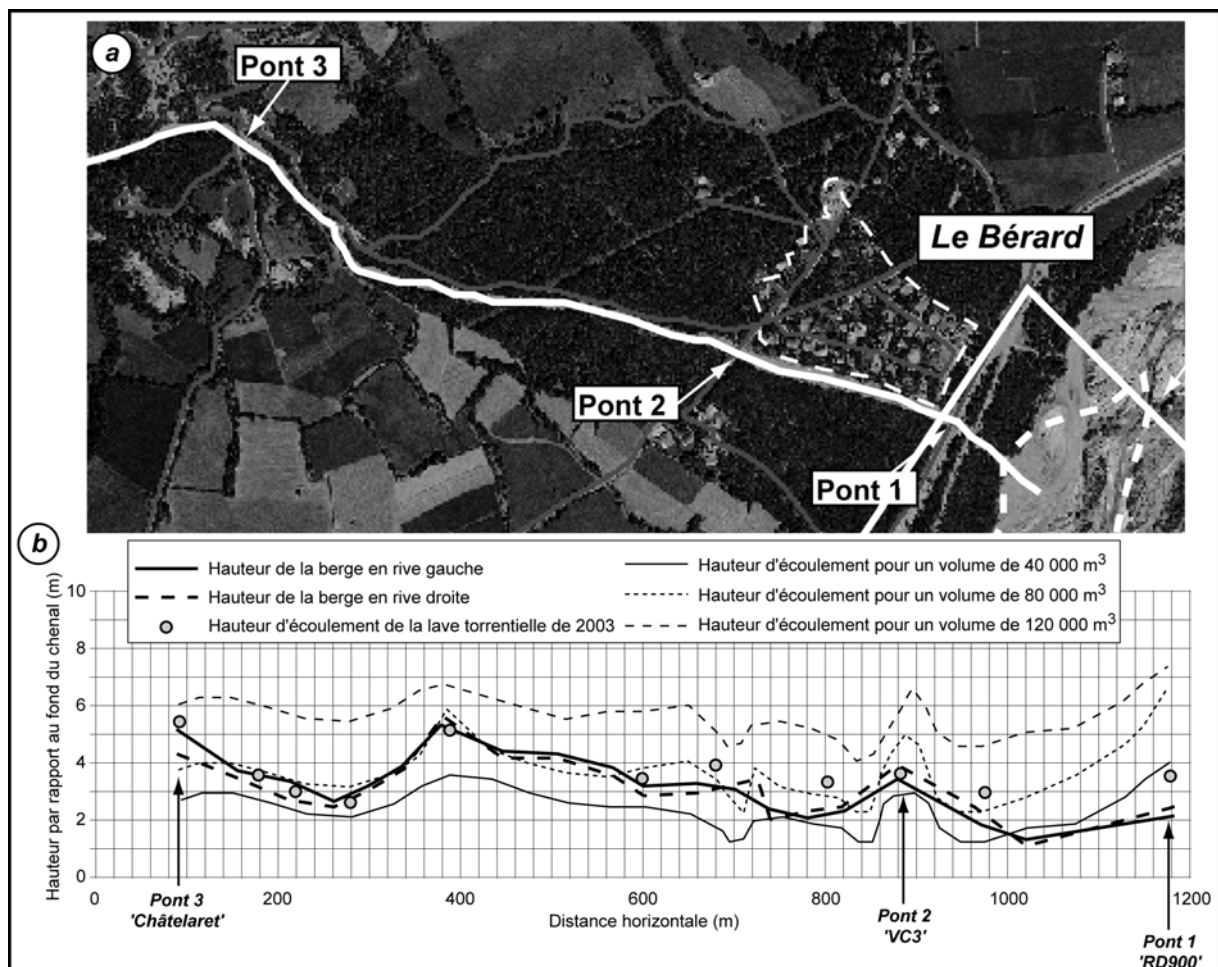 a
Pont 3
Le Bérard
Pont 2
Pont 1
b
Hauteur par rapport au fond du chenal (m)
Hauteur de la berge en rive gauche
Hauteur de la berge en rive droite
Hauteur d'écoulement de la lave torrentielle de 2003
Hauteur d'écoulement pour un volume de 40 000 m³
Hauteur d'écoulement pour un volume de 80 000 m³
Hauteur d'écoulement pour un volume de 120 000 m³
10
8
6
4
2
0
0 200 400 600 800 1000 1200
Distance horizontale (m)
Pont 3
'Châtelaret'
Pont 2
'VC3'
Pont 1
'RD900'